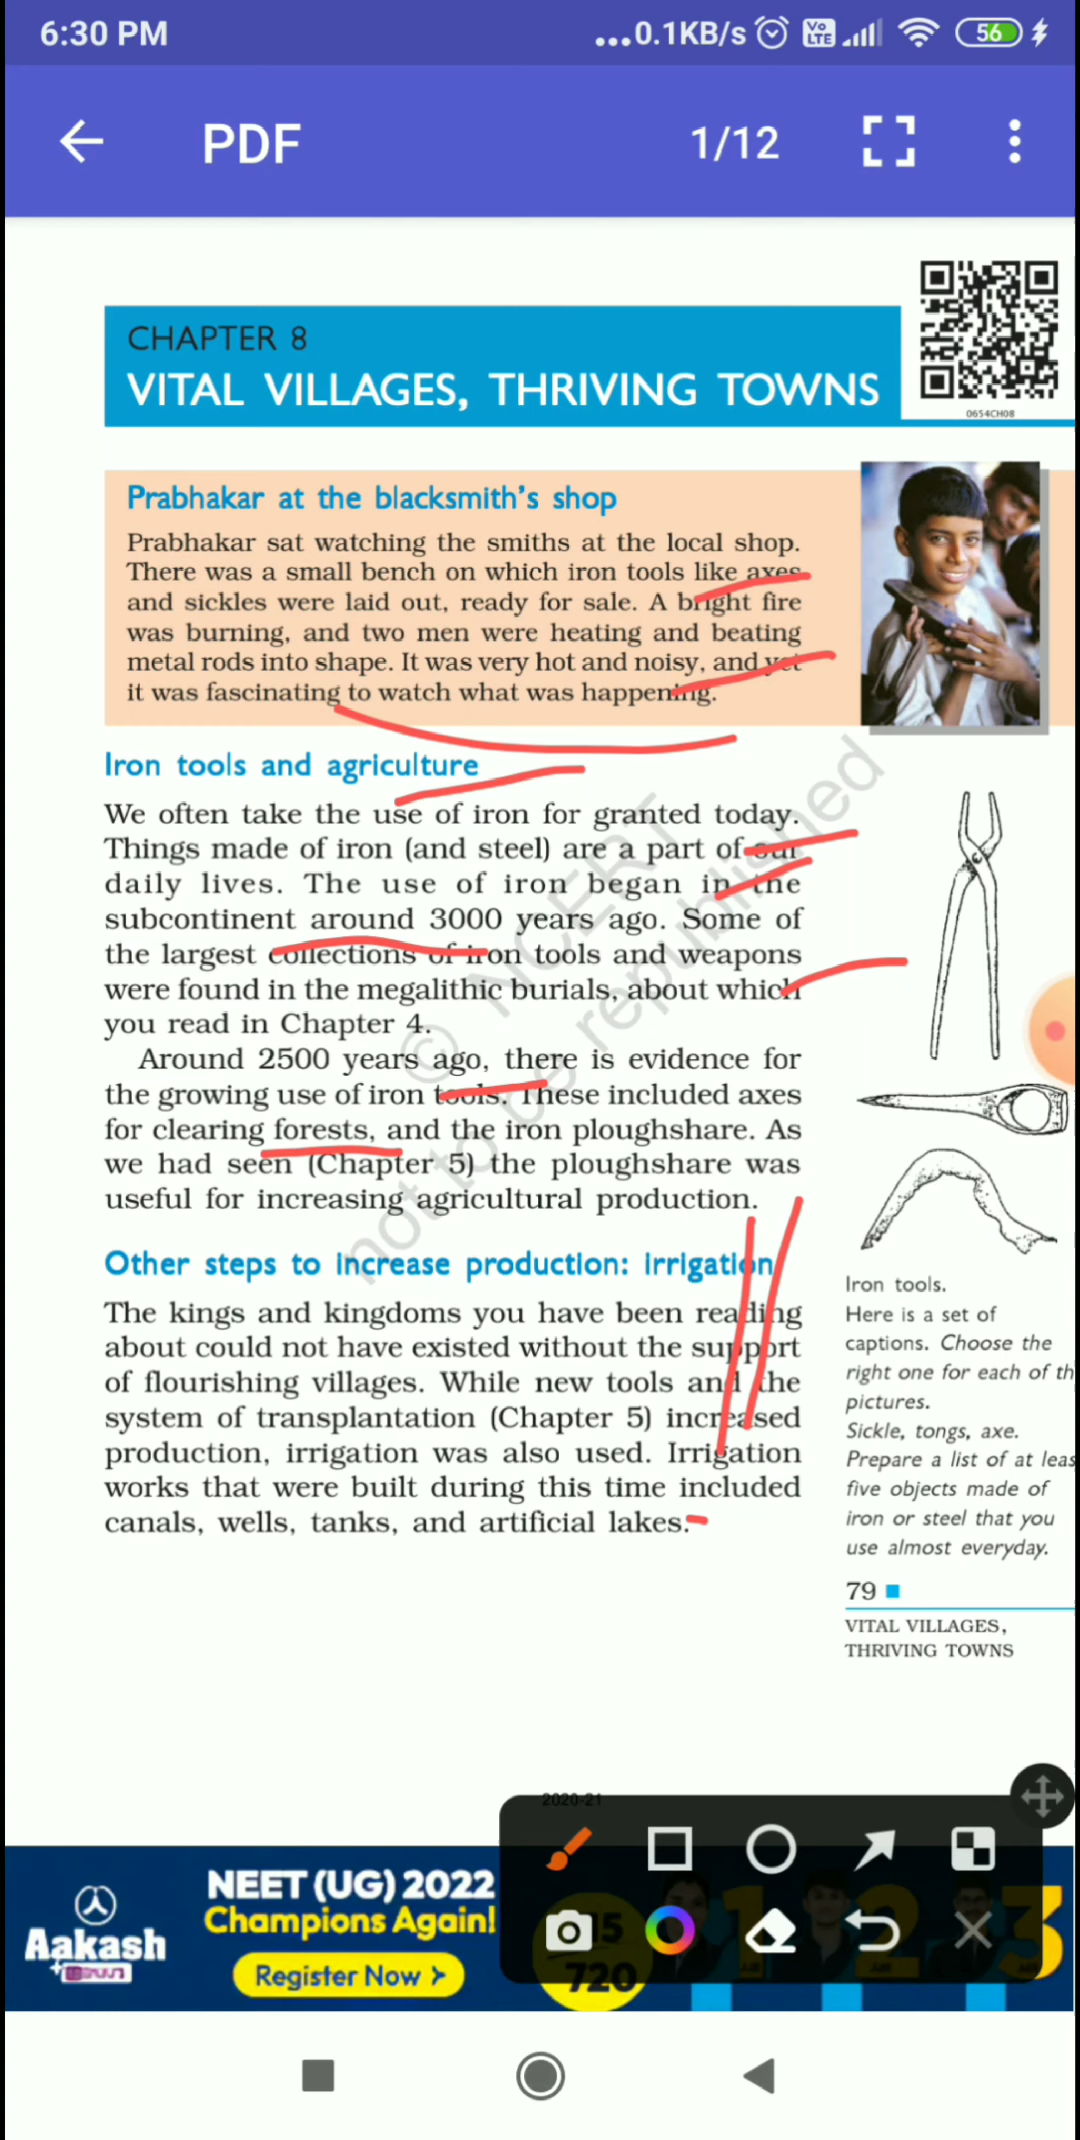 6:30 PM
...0.1KB/s
Vo
LTE
56
PDF
1/12
CHAPTER 8
VITAL VILLAGES, THRIVING TOWNS
0654CH08
Prabhakar at the blacksmith's shop
Prabhakar sat watching the smiths at the local shop.
There was a small bench on which iron tools like axes
and sickles were laid out, ready for sale. A bright fire
was burning, and two men were heating and beating
metal rods into shape. It was very hot and noisy, and yet
it was fascinating to watch what was happening.
Iron tools and agriculture
We often take the use of iron for granted today.
Things made of iron (and steel) are a part of our
daily lives. The use of iron began in the
subcontinent around 3000 years ago. Some of
the largest collections of iron tools and weapons
were found in the megalithic burials, about which
you read in Chapter 4.
Around 2500 years ago, there is evidence for
the growing use of iron tools. These included axes
for clearing forests, and the iron ploughshare. As
we had seen (Chapter 5) the ploughshare was
useful for increasing agricultural production.
Other steps to increase production: Irrigation
The kings and kingdoms you have been reading
about could not have existed without the support
of flourishing villages. While new tools and the
system of transplantation (Chapter 5) increased
production, irrigation was also used. Irrigation
works that were built during this time included
canals, wells, tanks, and artificial lakes.
© NCERT
not to be republished
Iron tools.
Here is a set of
captions. Choose the
right one for each of th
pictures.
Sickle, tongs, axe.
Prepare a list of at leas
five objects made of
iron or steel that you
use almost everyday.
79
VITAL VILLAGES,
THRIVING TOWNS
2020-21
Aakash
NEET (UG) 2022
Champions Again!
Register Now >
720
1
2
3